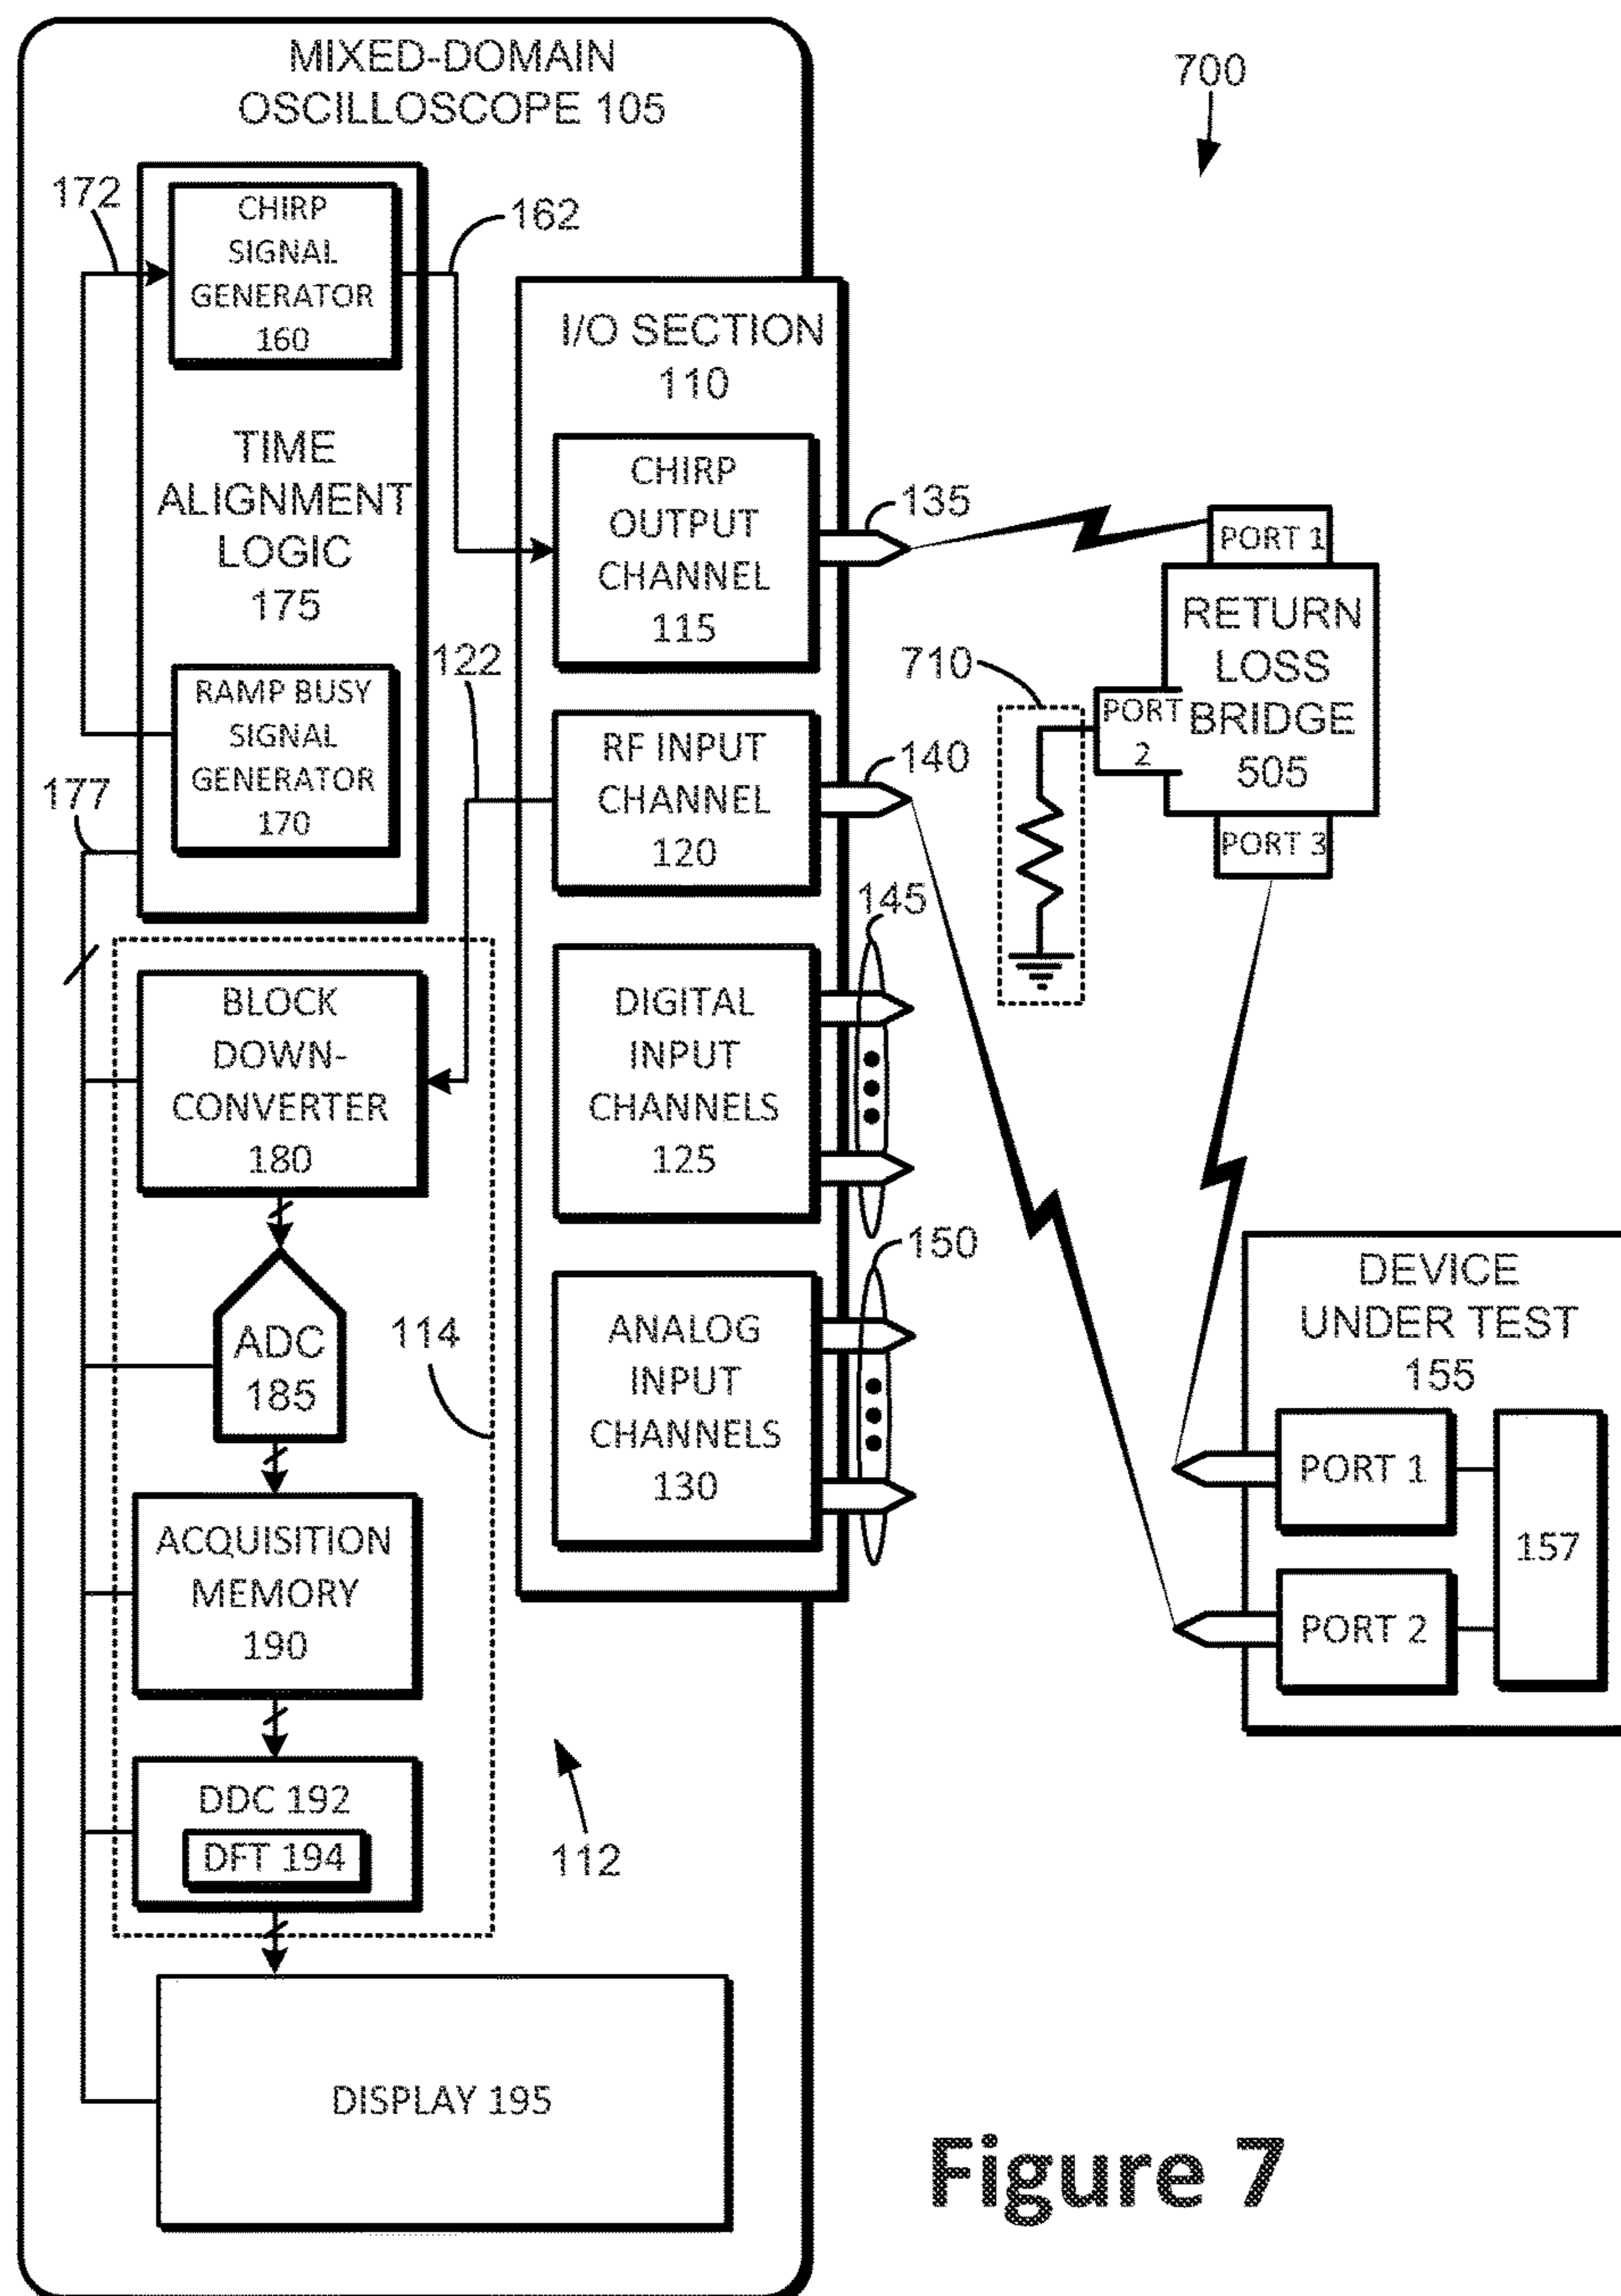 MIXED-DOMAIN
OSCILLOSCOPE 105
700
172
CHIRP
SIGNAL
GENERATOR
160
162
I/O SECTION
110
TIME
ALIGNMENT
LOGIC
175
CHIRP
OUTPUT
CHANNEL
115
135
PORT 1
RETURN
LOSS
BRIDGE
505
710
PORT
2
PORT 3
122
RAMP BUSY
SIGNAL
GENERATOR
170
177
RF INPUT
CHANNEL
120
140
145
BLOCK
DOWN-
CONVERTER
180
DIGITAL
INPUT
CHANNELS
125
150
ADC
185
114
ANALOG
INPUT
CHANNELS
130
DEVICE
UNDER TEST
155
PORT 1
157
PORT 2
ACQUISITION
MEMORY
190
DDC 192
DFT 194
112
DISPLAY 195
Figure 7